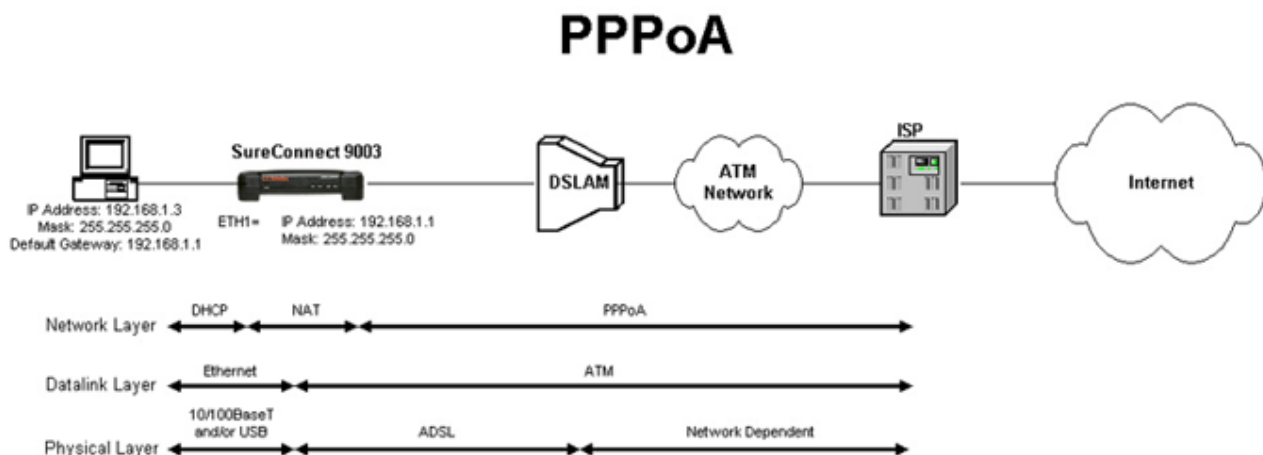 PPPoA
ISP
SureConnect 9003
DSLAM
ATM
Network
Internet
IP Address: 192.168.1.3
Mask: 255.255.255.0
Default Gateway: 192.168.1.1
ETH1= IP Address: 192.168.1.1
Mask: 255.255.255.0
Network Layer DHCP NAT PPPoA
Datalink Layer Ethernet ATM
10/100BaseT
and/or USB
Physical Layer ADSL Network Dependent